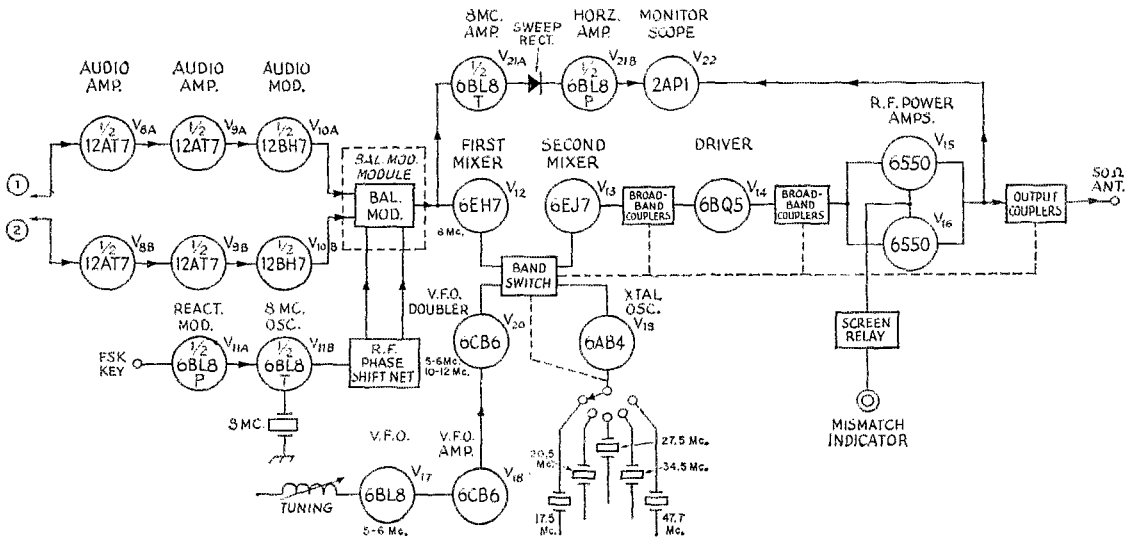 8MC. AMP.
SWEEP RECT.
HORZ. AMP.
MONITOR SCOPE
V21A
V21B
V22
½ 6BL8 T
½ 6BL8 P
2AP1
AUDIO AMP.
AUDIO AMP.
AUDIO MOD.
V8A
V9A
V10A
½ 12AT7
½ 12AT7
½ 12BH7
1
2
BAL. MOD. MODULE
BAL. MOD.
FIRST MIXER
SECOND MIXER
DRIVER
R.F. POWER AMPS.
V12
V13
V14
V15
V16
6EH7
6EJ7
BROAD-BAND COUPLERS
6BQ5
BROAD-BAND COUPLERS
6550
6550
OUTPUT COUPLERS
50Ω ANT.
8 Mc.
V8B
V9B
V10B
½ 12AT7
½ 12AT7
½ 12BH7
BAND SWITCH
REACT. MOD.
8 MC. OSC.
V.F.O. DOUBLER
XTAL OSC.
FSK KEY
½ 6BL8 P
V11A
½ 6BL8 T
V11B
R.F. PHASE SHIFT NET
6CB6
V20
6AB4
V19
SCREEN RELAY
5-6 Mc.
10-12 Mc.
8MC.
MISMATCH INDICATOR
V.F.O.
V.F.O. AMP.
27.5 Mc.
20.5 Mc.
34.5 Mc.
TUNING
6BL8
V17
6CB6
V18
5-6 Mc.
17.5 Mc.
47.7 Mc.